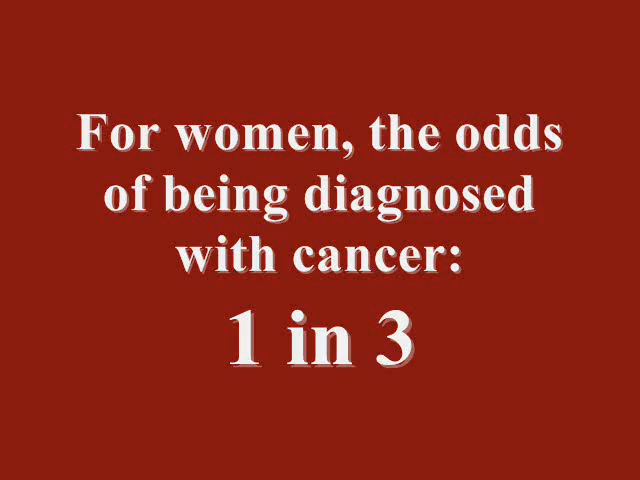 For women, the odds
of being diagnosed
with cancer:
1 in 3